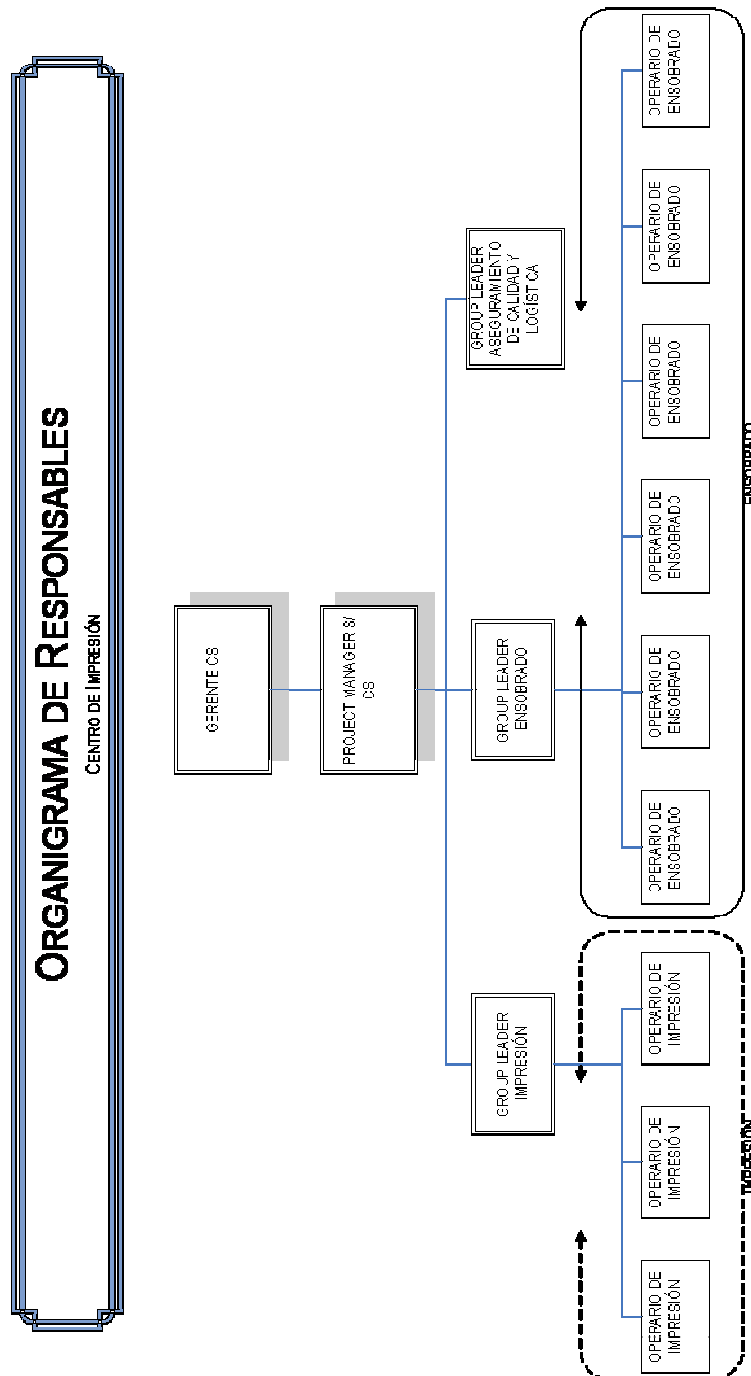 ORGANIGRAMA DE RESPONSABLES
CENTRO DE IMPRESIÓN
GERENTE CS
PROJECT MANAGER S/
CS
GROUP LEADER
IMPRESIÓN
GROUP LEADER
ENSOBRADO
GROUP LEADER
ASEGURAMIENTO
DE CALIDAD Y
LOGÍSTICA
OPERARIO DE
IMPRESIÓN
OPERARIO DE
IMPRESIÓN
OPERARIO DE
IMPRESIÓN
OPERARIO DE
ENSOBRADO
OPERARIO DE
ENSOBRADO
OPERARIO DE
ENSOBRADO
OPERARIO DE
ENSOBRADO
OPERARIO DE
ENSOBRADO
OPERARIO DE
ENSOBRADO
IMPRESIÓN
ENSOBRADO